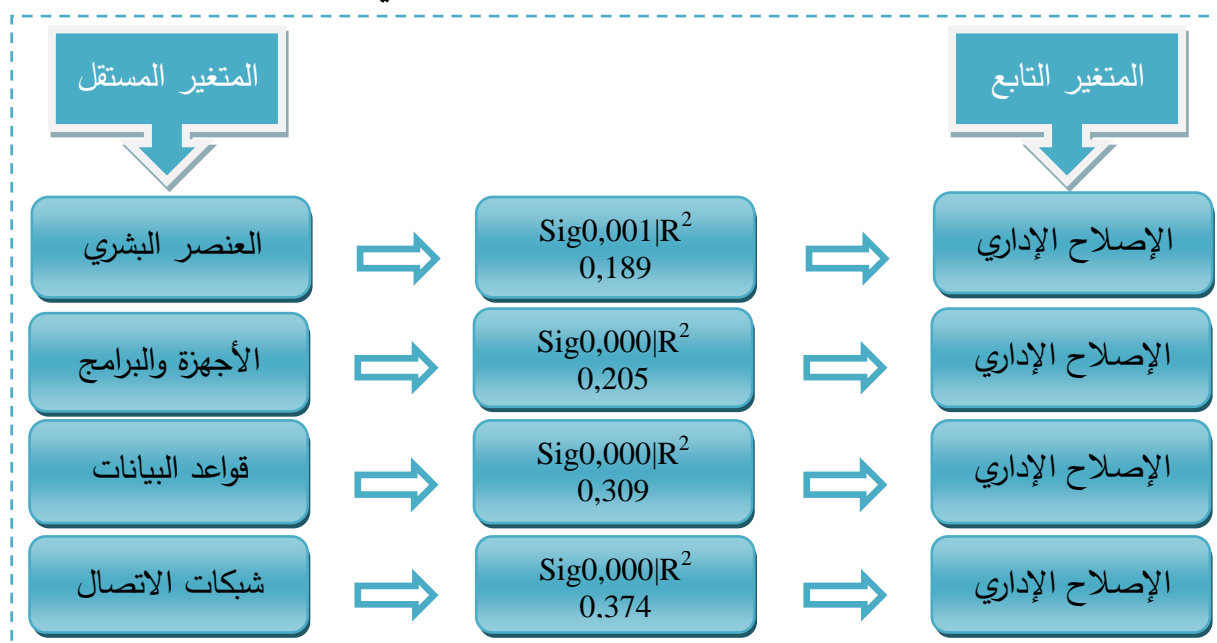 المتغير المستقل
المتغير التابع
العنصر البشري
Sig0,001|R²
0,189
الإصلاح الإداري
الأجهزة والبرامج
Sig0,000|R²
0,205
الإصلاح الإداري
قواعد البيانات
Sig0,000|R²
0,309
الإصلاح الإداري
شبكات الاتصال
Sig0,000|R²
0,374
الإصلاح الإداري